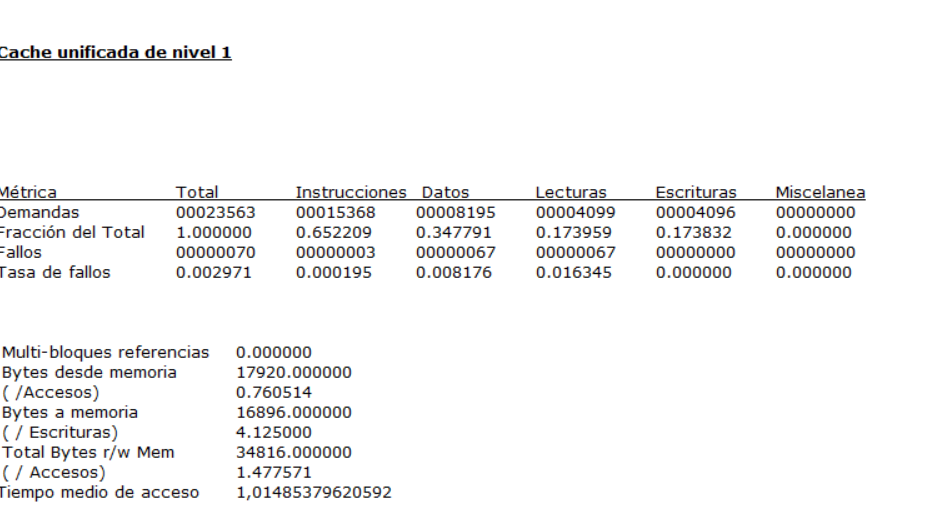 Cache unificada de nivel 1
Métrica Total Instrucciones Datos Lecturas Escrituras Miscelanea
Demandas 00023563 00015368 00008195 00004099 00004096 00000000
Fracción del Total 1.000000 0.652209 0.347791 0.173959 0.173832 0.000000
Fallos 00000070 00000003 00000067 00000067 00000000 00000000
Tasa de fallos 0.002971 0.000195 0.008176 0.016345 0.000000 0.000000
Multi-bloques referencias 0.000000
Bytes desde memoria 17920.000000
( /Accesos) 0.760514
Bytes a memoria 16896.000000
( / Escrituras) 4.125000
Total Bytes r/w Mem 34816.000000
( / Accesos) 1.477571
Tiempo medio de acceso 1,01485379620592